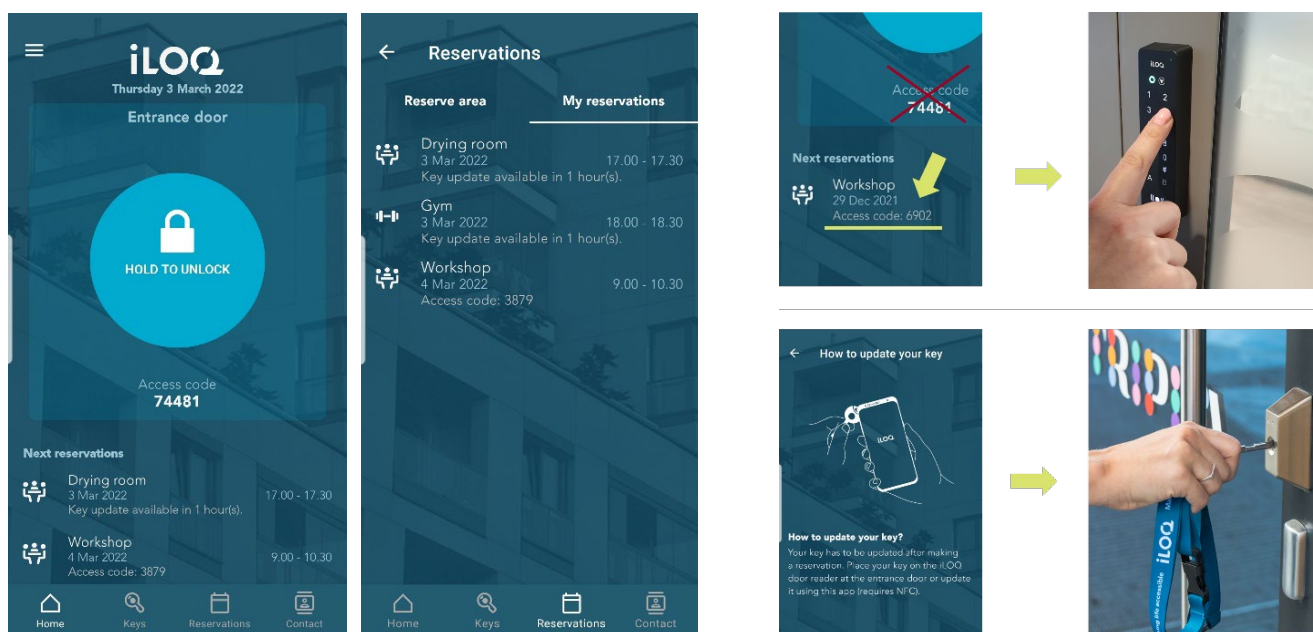 iLOQ
Thursday 3 March 2022
Entrance door
HOLD TO UNLOCK
Access code
74481
Next reservations
Drying room
3 Mar 2022 17.00 - 17.30
Key update available in 1 hour(s).
Workshop
4 Mar 2022 9.00 - 10.30
Access code: 3879
Home Keys Reservations Contact
Reservations
Reserve area My reservations
Drying room
3 Mar 2022 17.00 - 17.30
Key update available in 1 hour(s).
Gym
3 Mar 2022 18.00 - 18.30
Key update available in 1 hour(s).
Workshop
4 Mar 2022 9.00 - 10.30
Access code: 3879
Home Keys Reservations Contact
Access code
74481
Next reservations
Workshop
29 Dec 2021
Access code: 6902
iLOQ
1 2
3
A
How to update your key
iLOQ
How to update your key?
Your key has to be updated after making
a reservation. Place your key on the iLOQ
door reader at the entrance door or update
it using this app (requires NFC).
iLOQ
life accessible